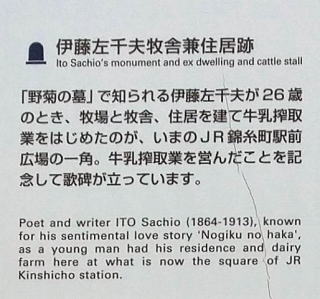 伊藤左千夫牧舎兼住居跡
Ito Sachio's monument and ex dwelling and cattle stall
「野菊の墓」で知られる伊藤左千夫が26歳
のとき、牧場と牧舎、住居を建て牛乳搾取
業をはじめたのが、いまのJR錦糸町駅前
広場の一角。牛乳搾取業を営んだことを記
念して歌碑が立っています。
Poet and writer ITO Sachio (1864-1913), known
for his sentimental love story 'Nogiku no haka',
as a young man had his residence and dairy
farm here at what is now the square of JR
Kinshicho station.